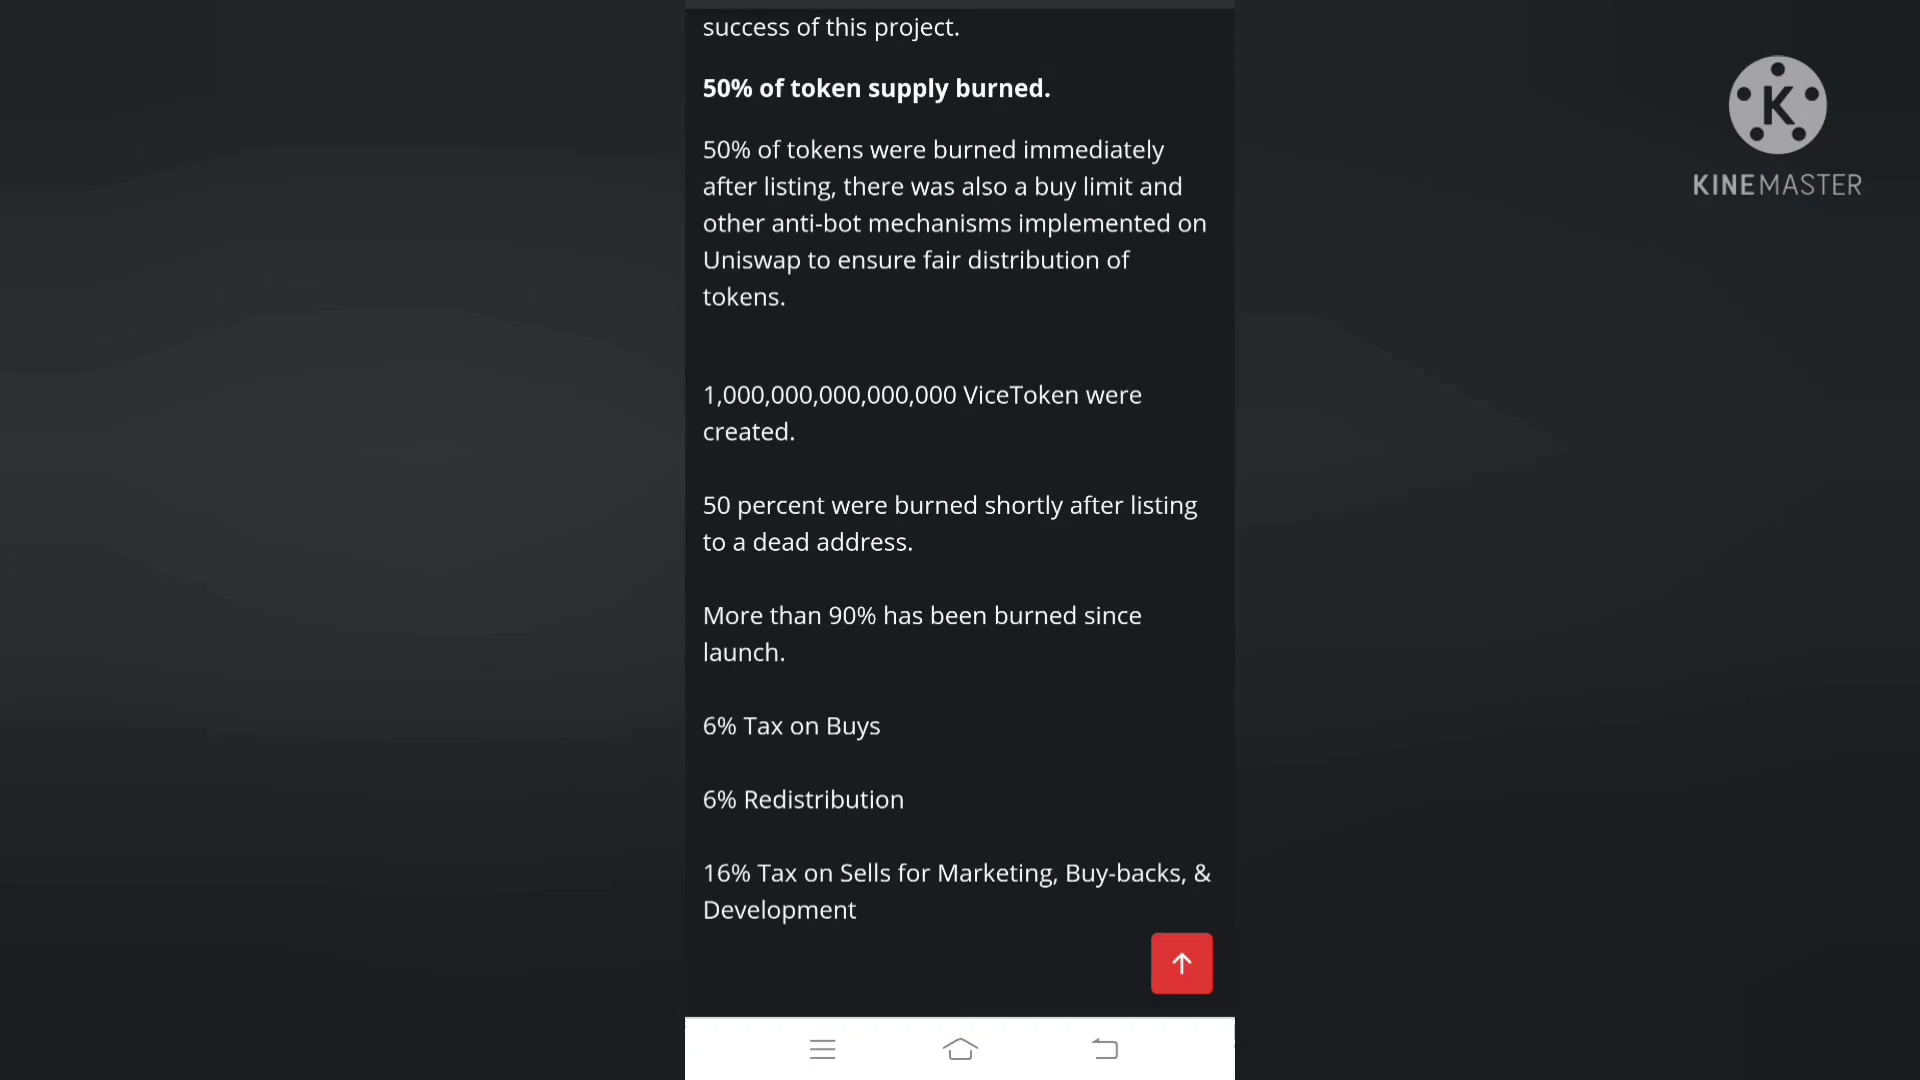 success of this project.
50% of token supply burned.
50% of tokens were burned immediately
after listing, there was also a buy limit and
other anti-bot mechanisms implemented on
Uniswap to ensure fair distribution of
tokens.
1,000,000,000,000,000 ViceToken were
created.
50 percent were burned shortly after listing
to a dead address.
More than 90% has been burned since
launch.
6% Tax on Buys
6% Redistribution
16% Tax on Sells for Marketing, Buy-backs, &
Development
K
KINEMASTER